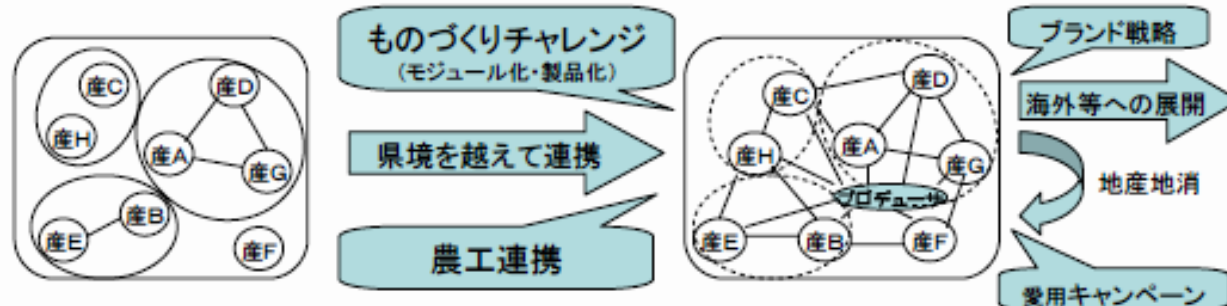 産C
産D
産H
産A
産G
産B
産E
産F
ものづくりチャレンジ
(モジュール化・製品化)
県境を越えて連携
農工連携
産C
産D
産H
産A
産G
プロデューサ
産E
産B
産F
ブランド戦略
海外等への展開
地産地消
愛用キャンペーン